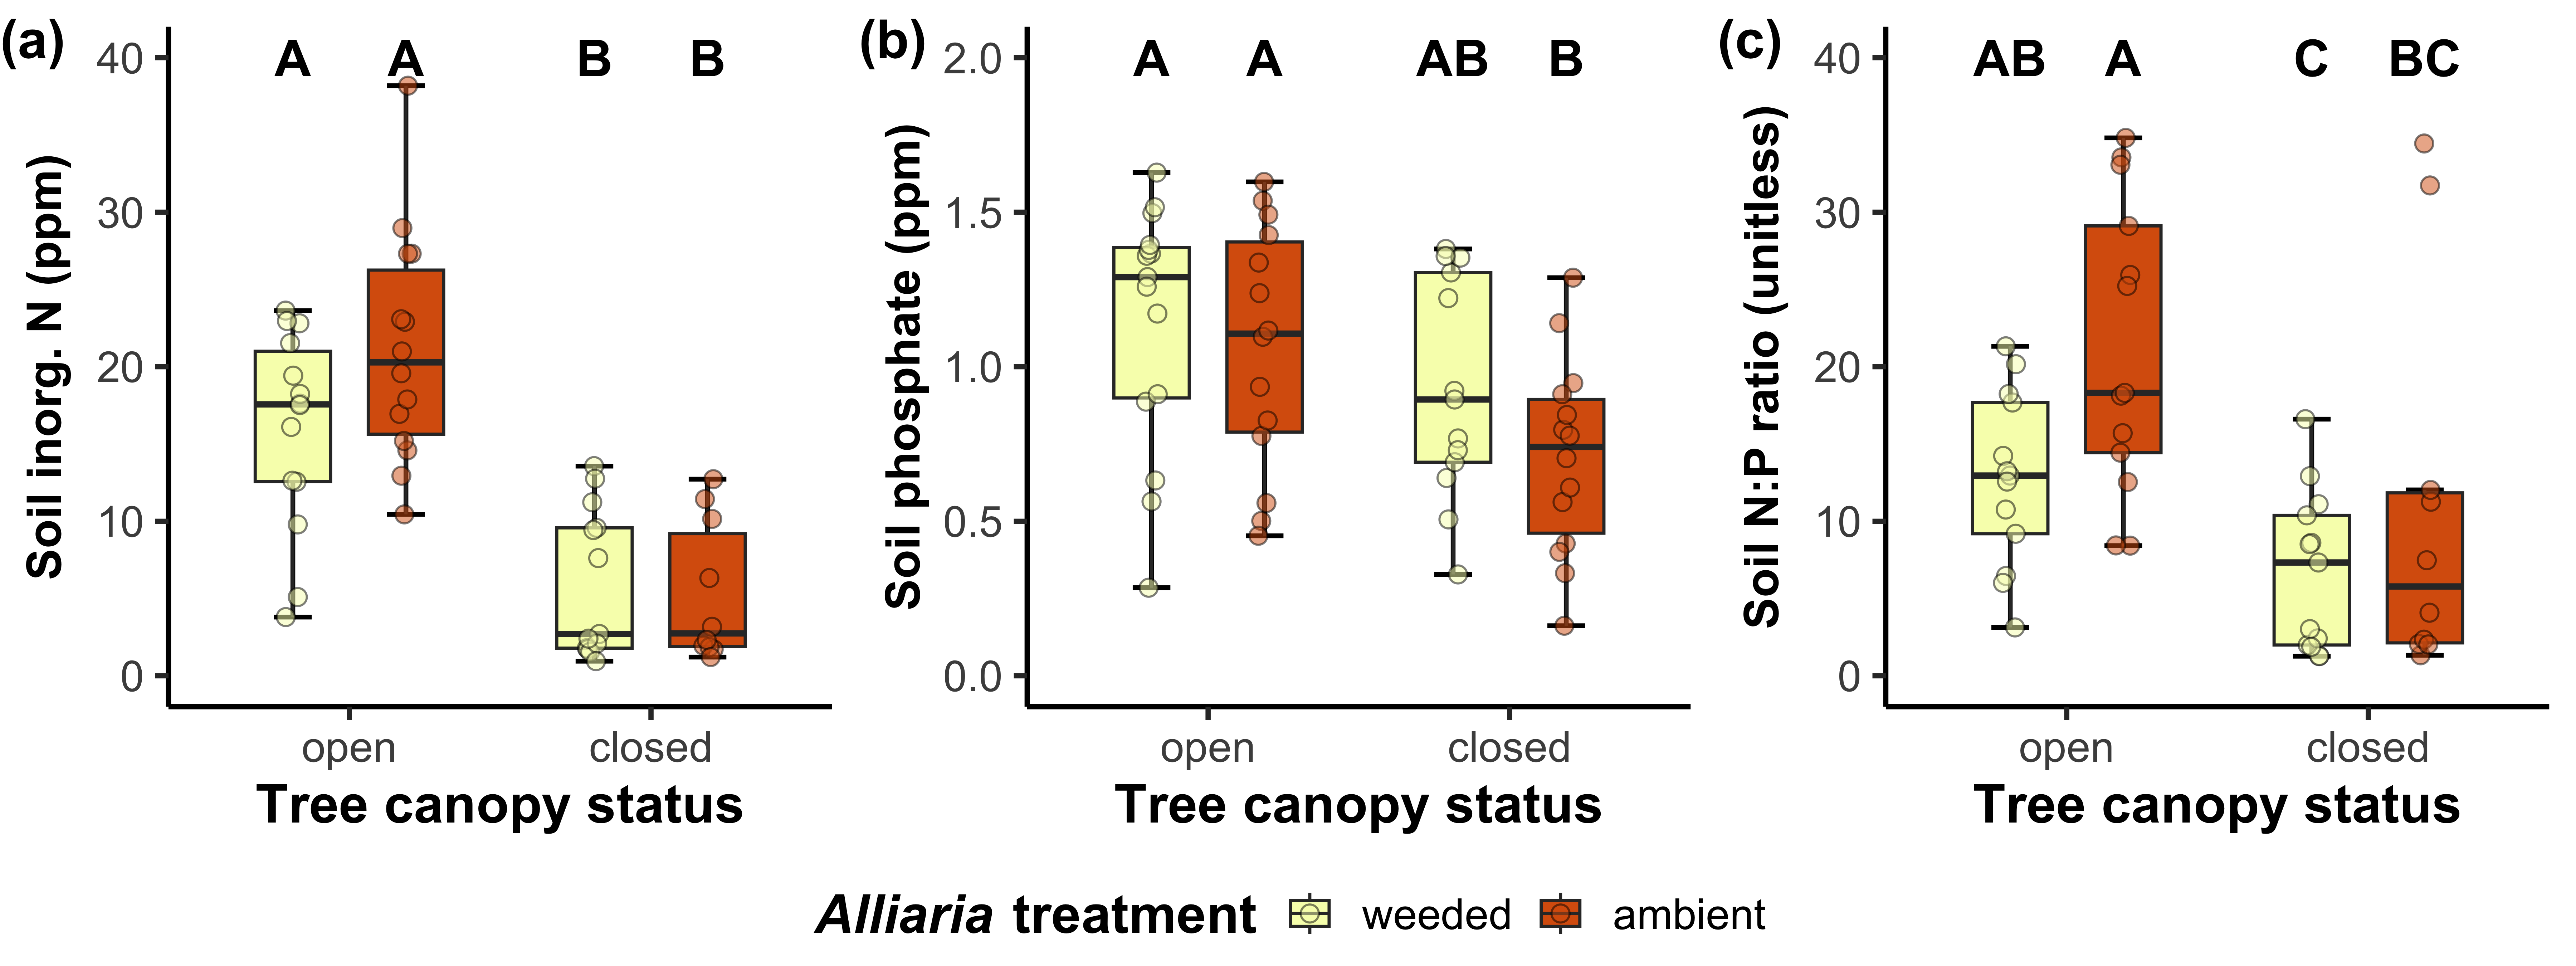 (a)
Soil inorg. N (ppm)
40
30
20
10
0
A A B B
open closed
Tree canopy status
(b)
Soil phosphate (ppm)
2.0
1.5
1.0
0.5
0.0
A A AB B
open closed
Tree canopy status
(c)
Soil N:P ratio (unitless)
40
30
20
10
0
AB A C BC
open closed
Tree canopy status
Alliaria treatment weeded ambient